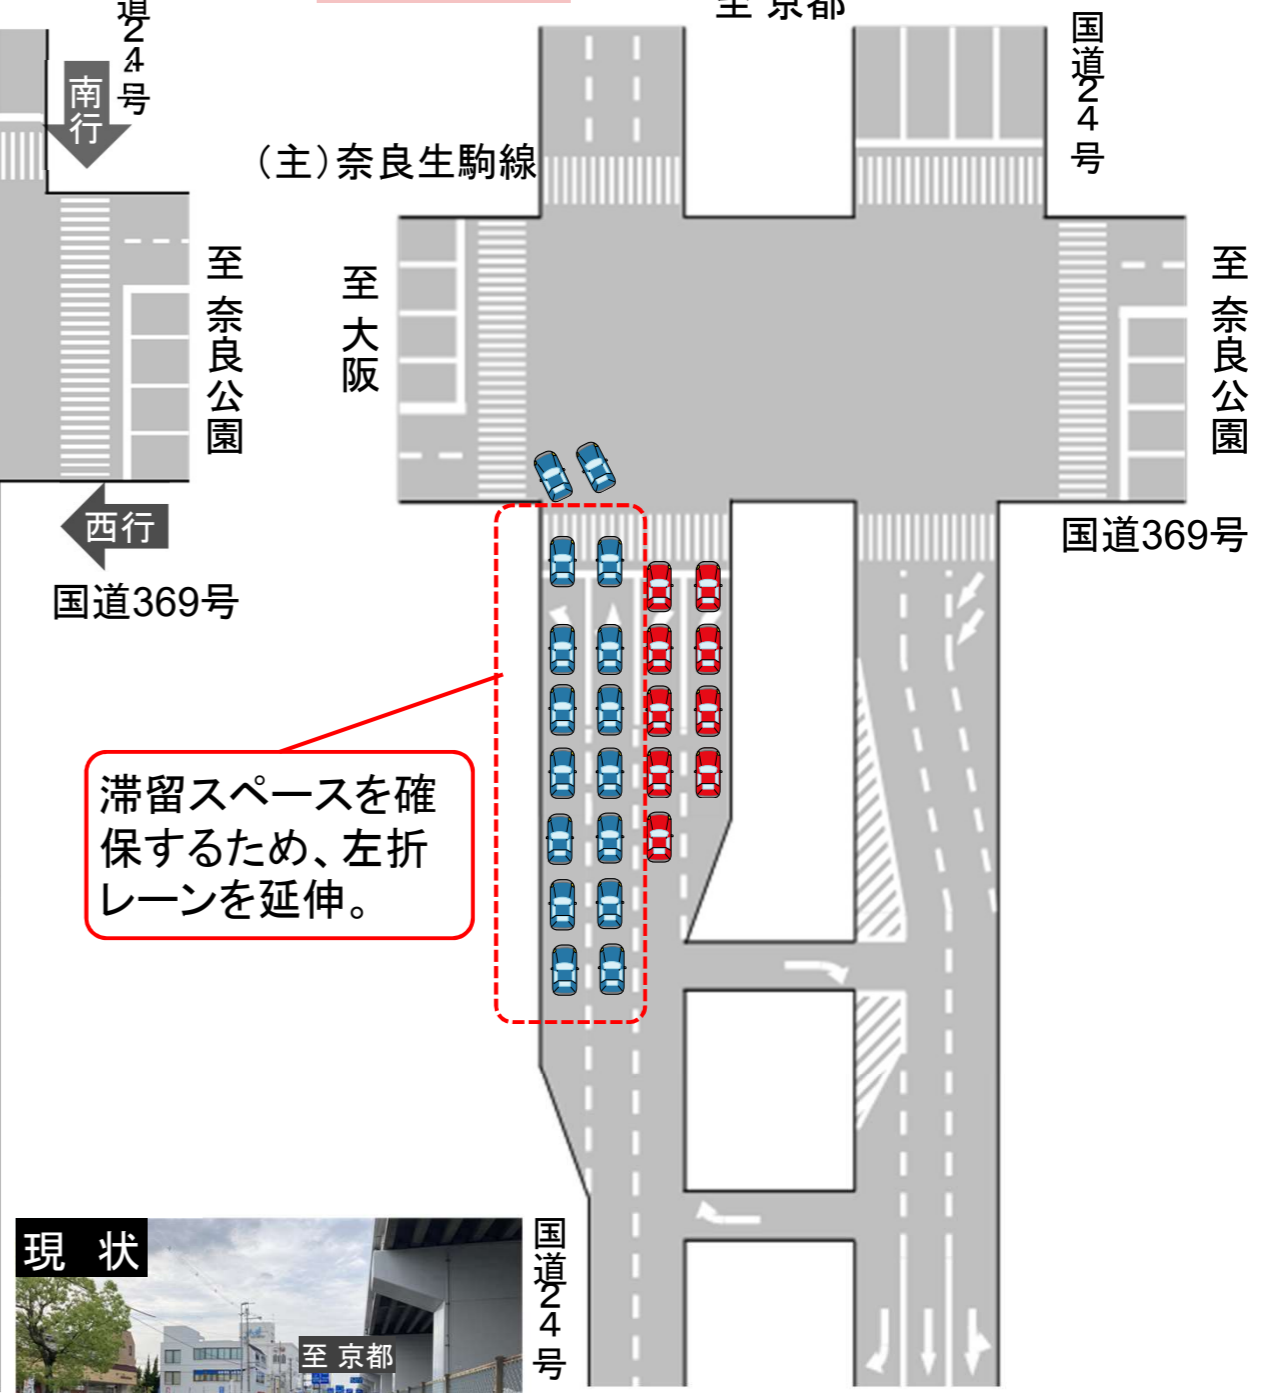 至 京都
道24号
国道24号
南行
(主)奈良生駒線
至 奈良公園
至 大阪
至 奈良公園
西行
国道369号
国道369号
滞留スペースを確
保するため、左折
レーンを延伸。
現 状
国道24号
至 京都